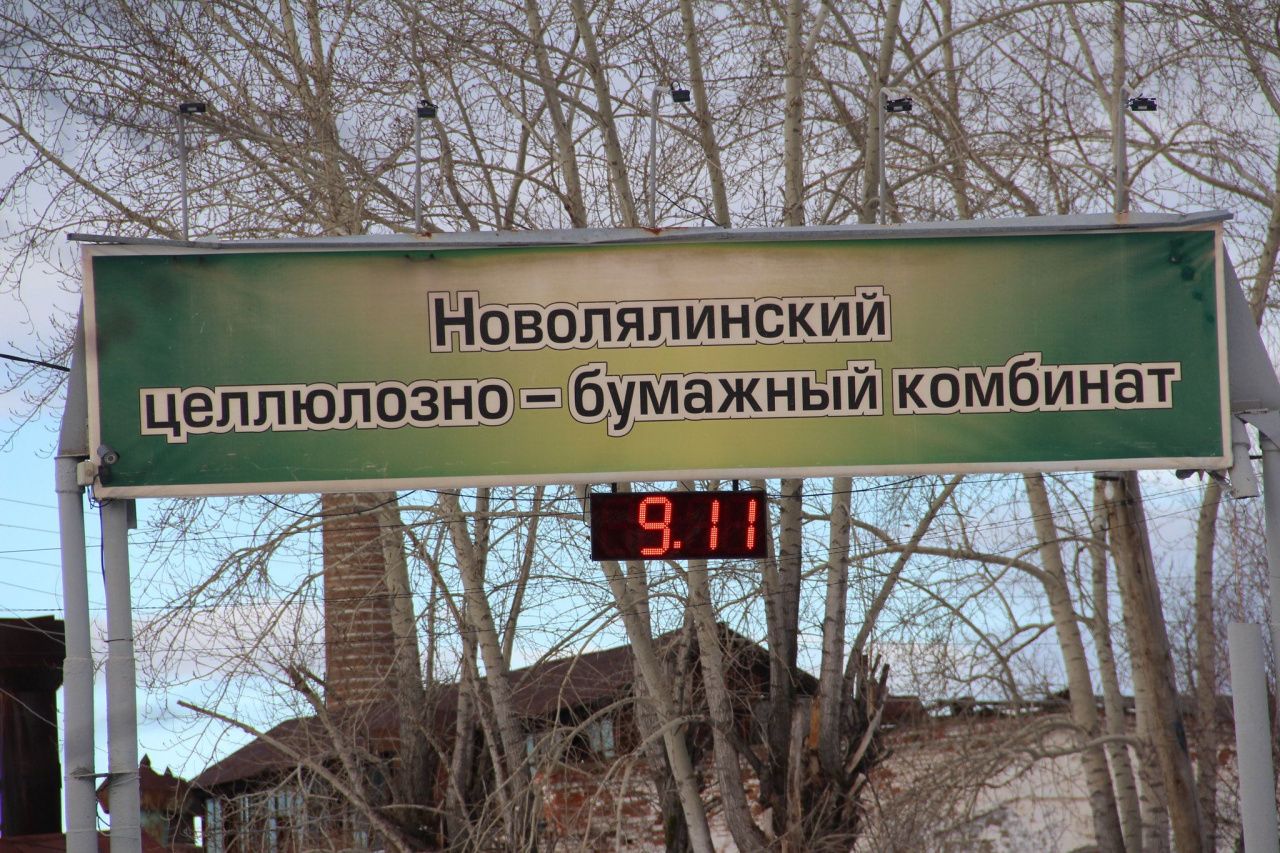 Новолялинский
целлюлозно – бумажный комбинат
9.11